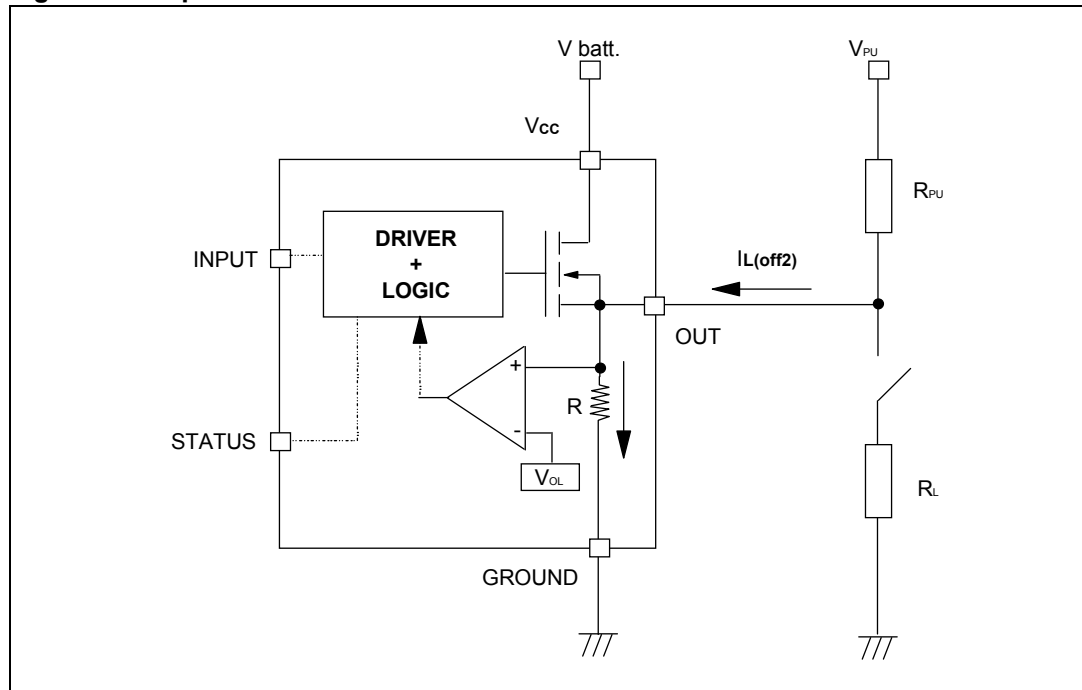 V batt.
VPU
Vcc
RPU
DRIVER
+
LOGIC
INPUT
IL(off2)
OUT
+
R
-
STATUS
VOL
RL
GROUND